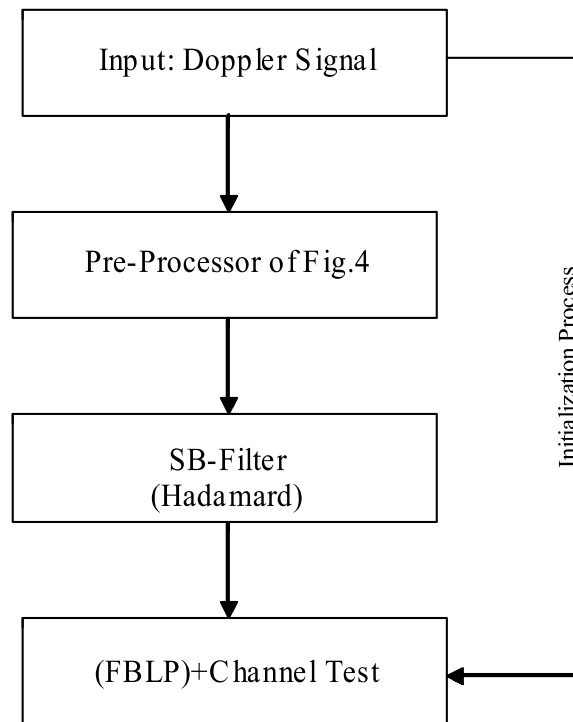 Input: Doppler Signal
Pre-Processor of Fig.4
Initialization Process
SB-Filter
(Hadamard)
(FBLP)+Channel Test